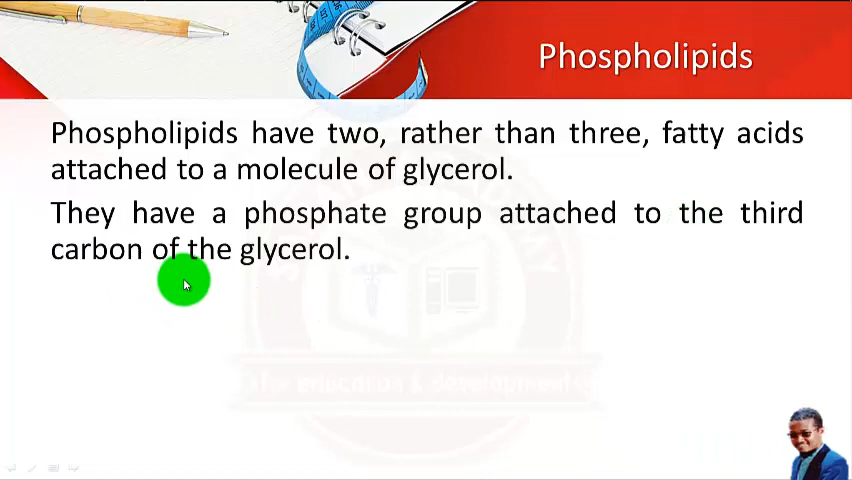 Phospholipids
Phospholipids have two, rather than three, fatty acids
attached to a molecule of glycerol.
They have a phosphate group attached to the third
carbon of the glycerol.